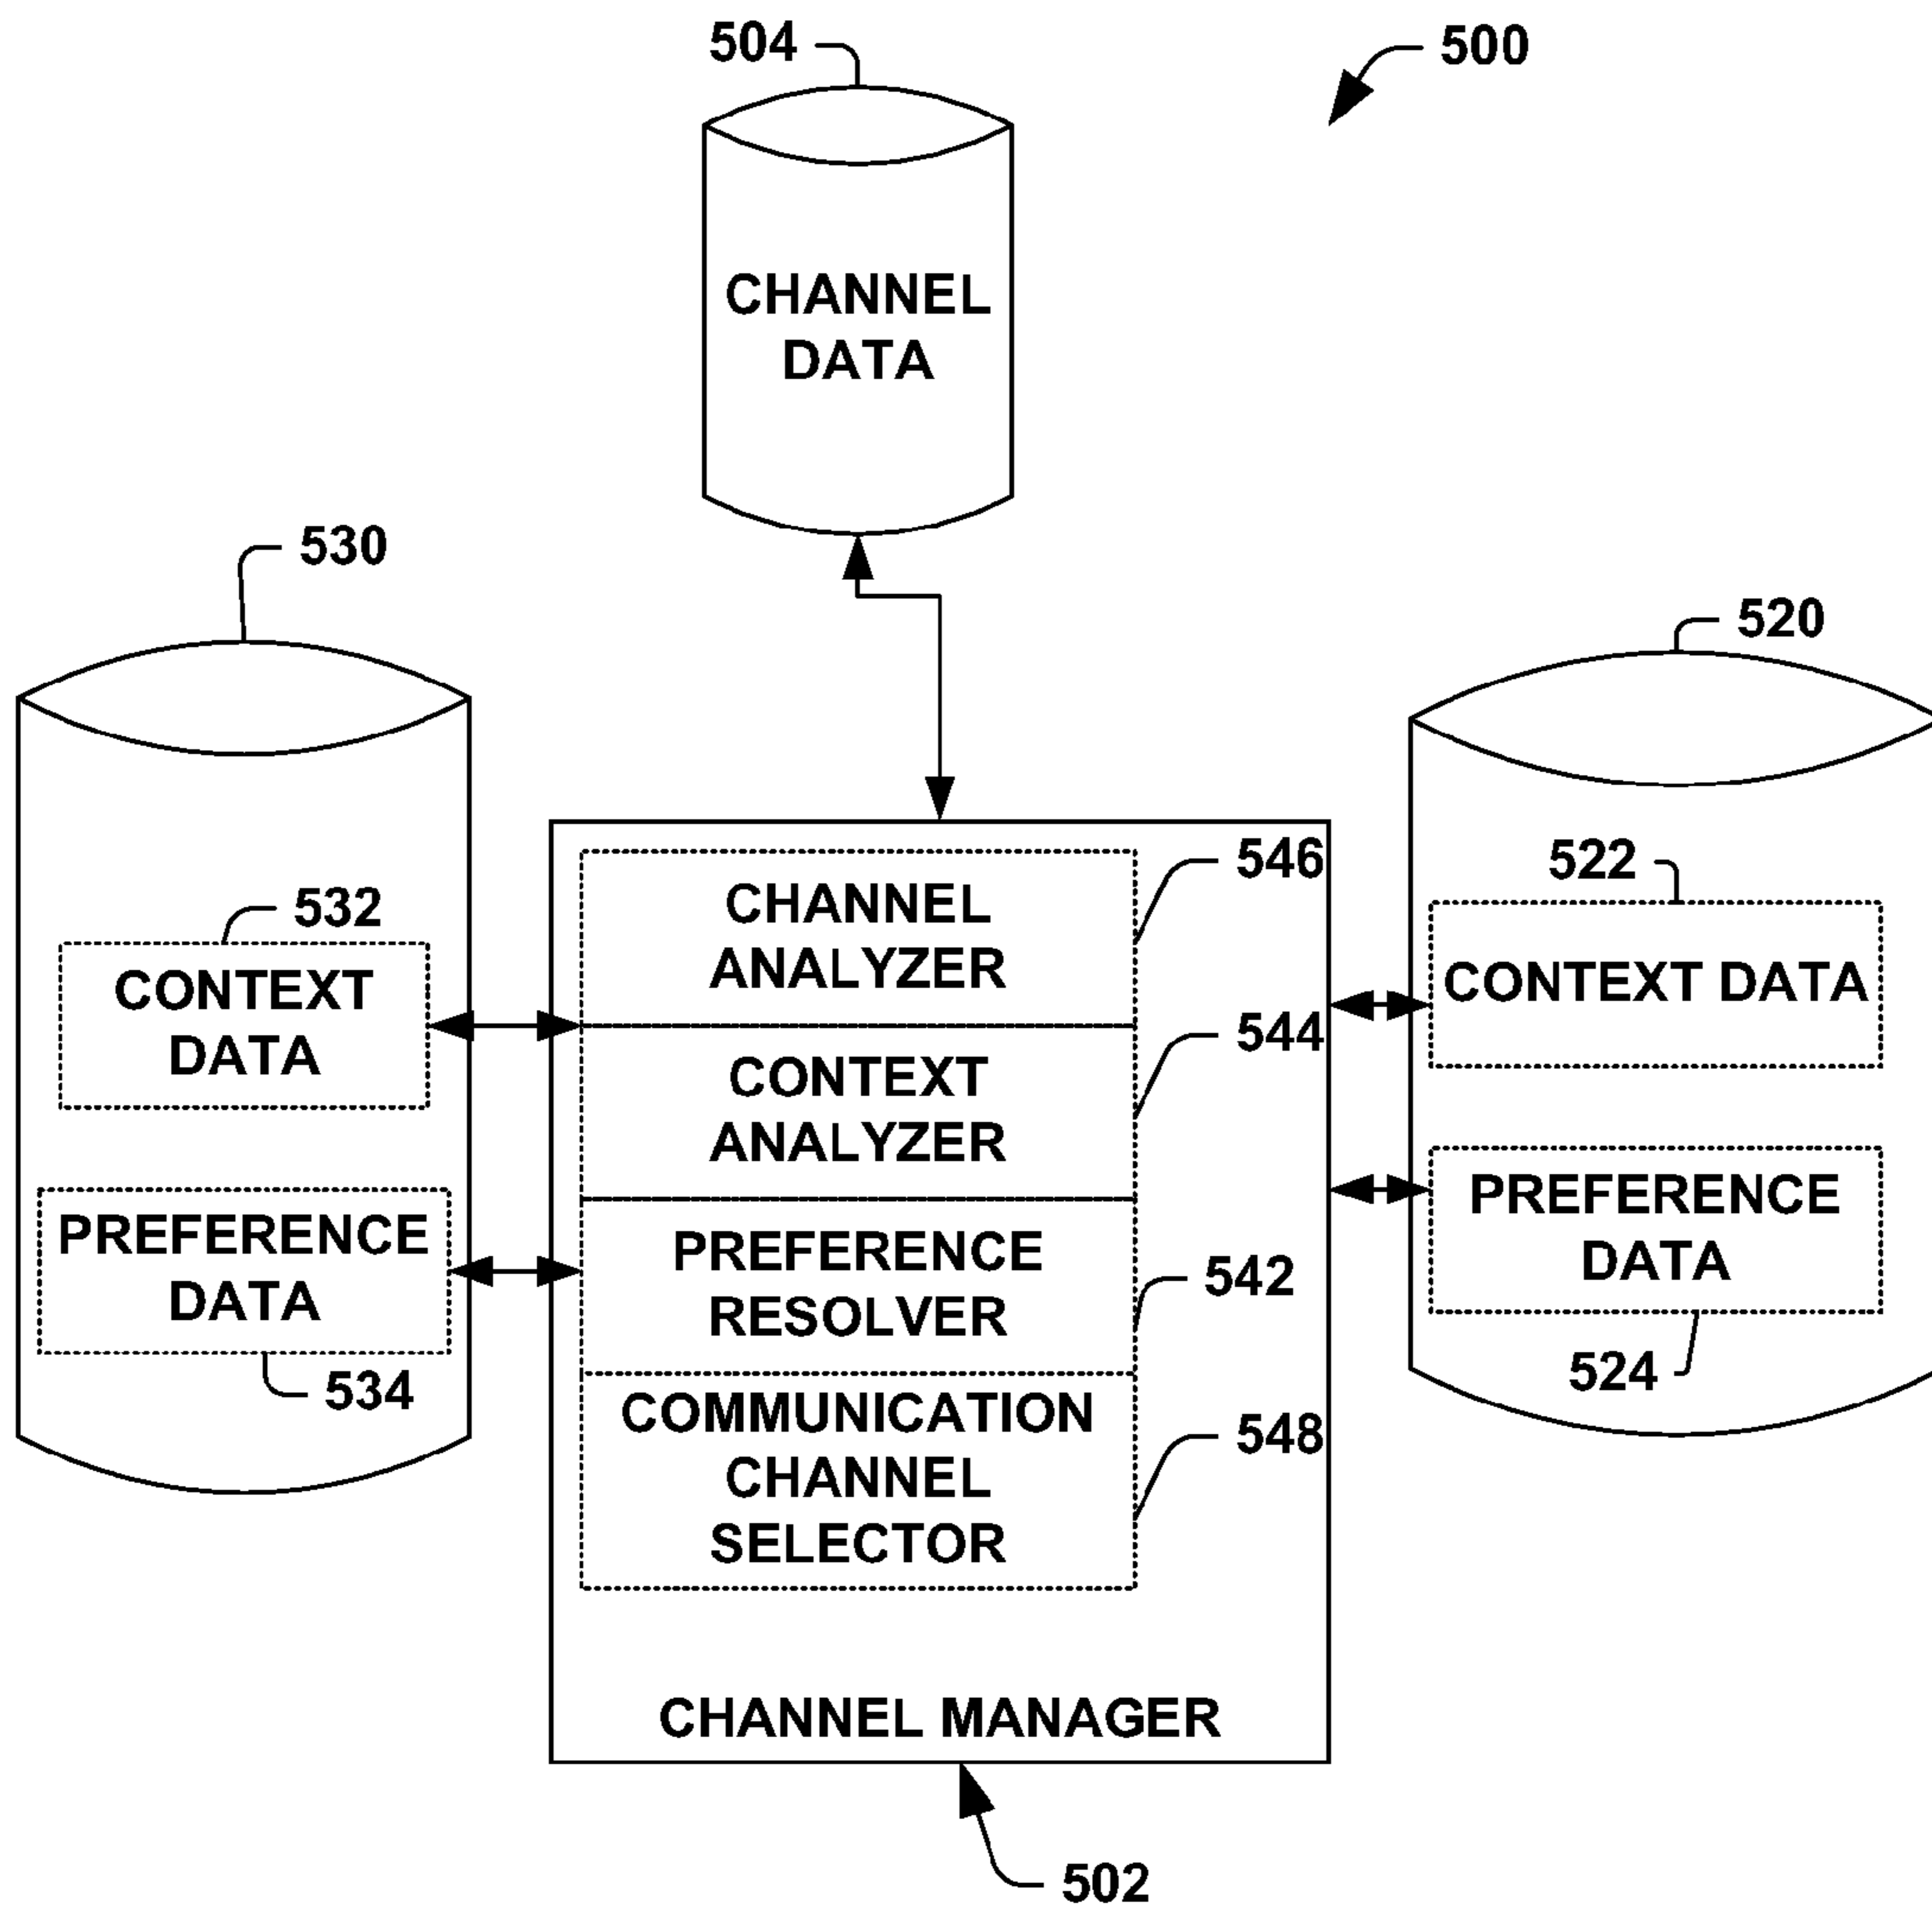 504
500
CHANNEL
DATA
530
520
546
522
532
CHANNEL
ANALYZER
CONTEXT
DATA
CONTEXT DATA
544
CONTEXT
ANALYZER
PREFERENCE
DATA
PREFERENCE
DATA
PREFERENCE
RESOLVER
542
534
524
COMMUNICATION
CHANNEL
SELECTOR
548
CHANNEL MANAGER
502